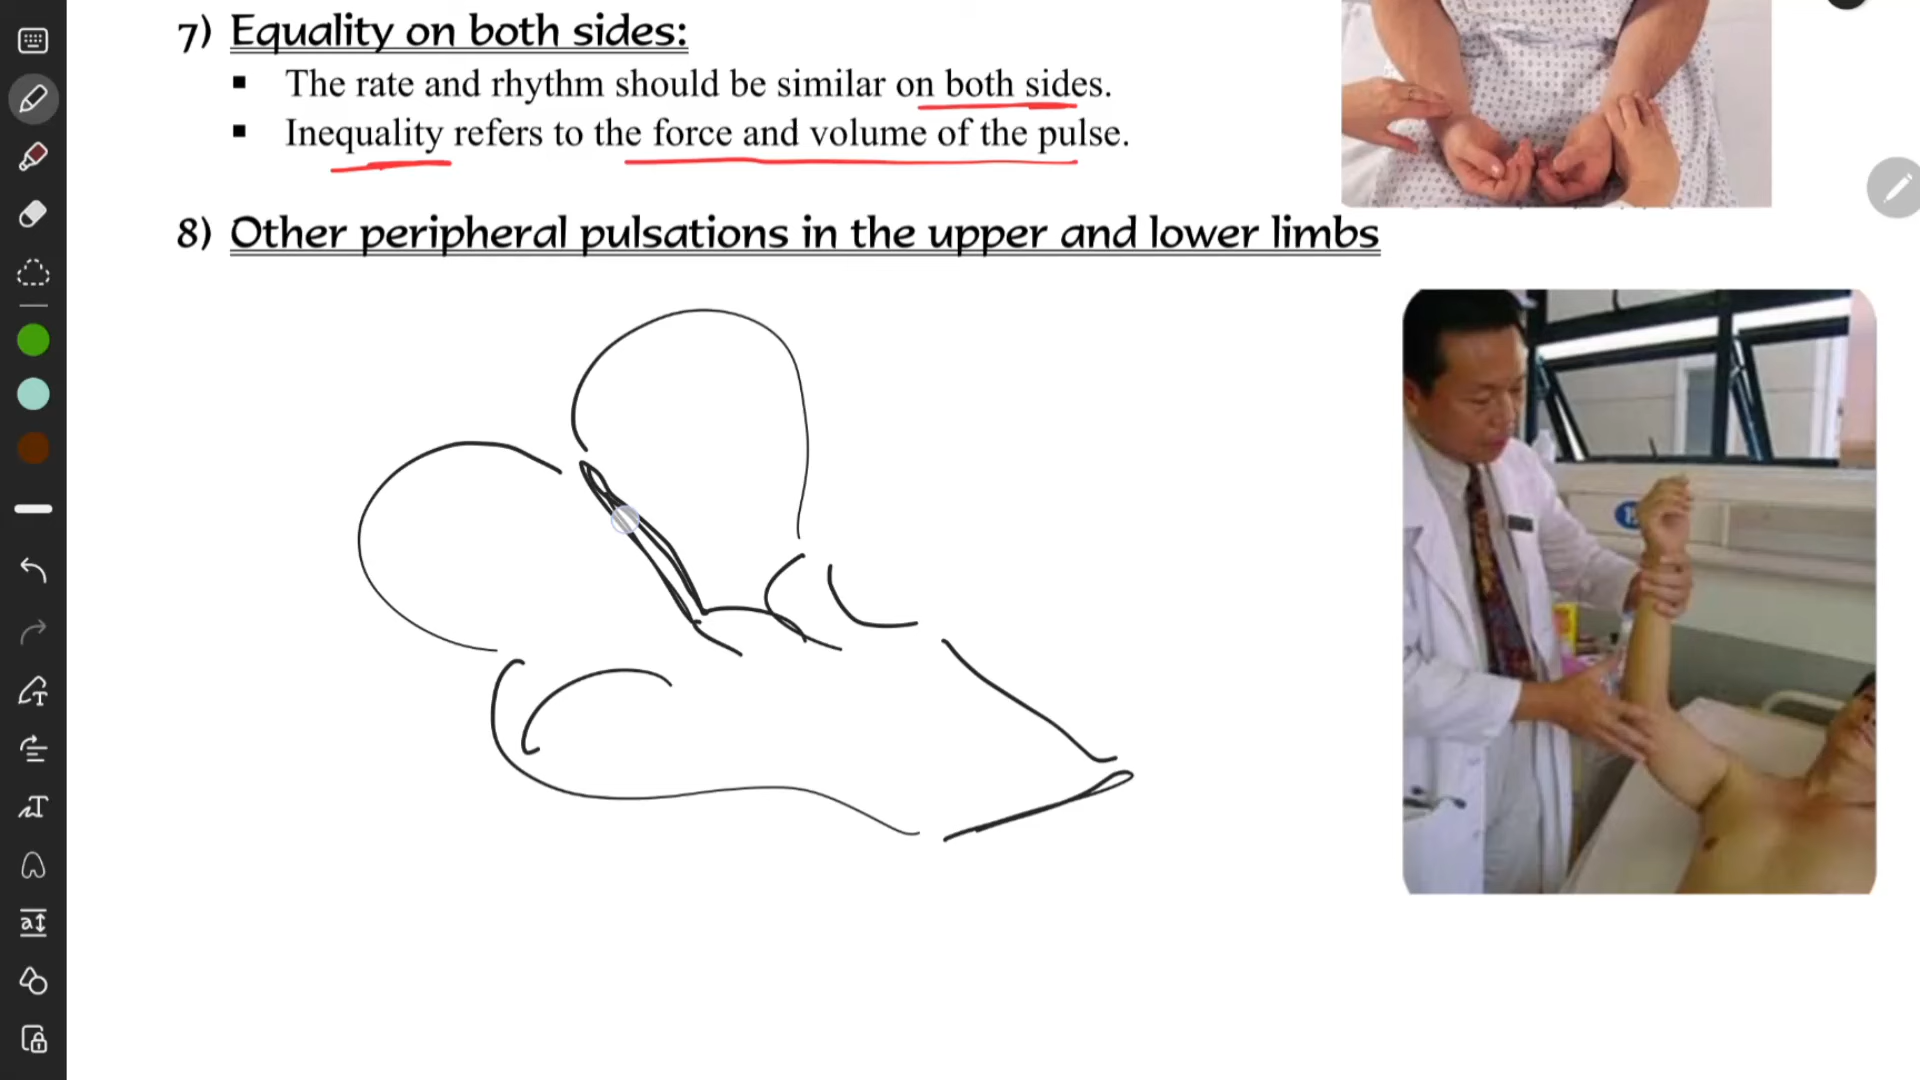 7) Equality on both sides:
▪ The rate and rhythm should be similar on both sides.
▪ Inequality refers to the force and volume of the pulse.
8) Other peripheral pulsations in the upper and lower limbs